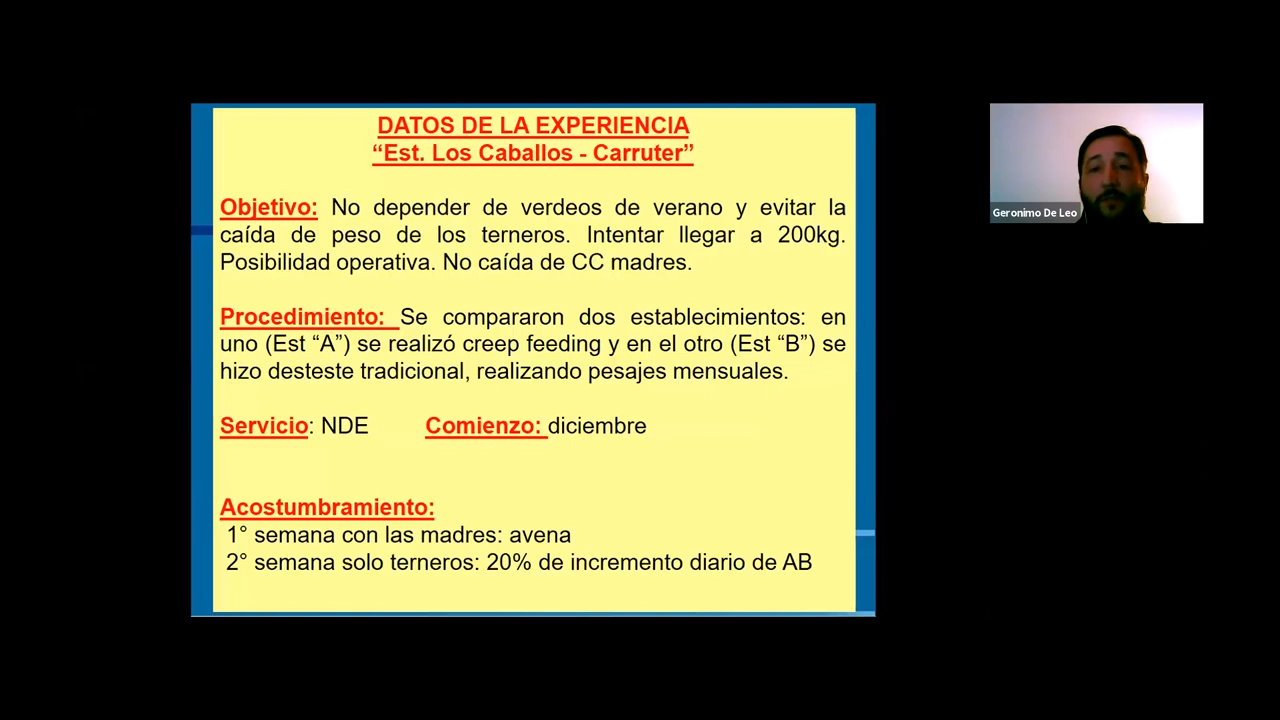 DATOS DE LA EXPERIENCIA
“Est. Los Caballos - Carruter”
Objetivo: No depender de verdeos de verano y evitar la
caída de peso de los terneros. Intentar llegar a 200kg.
Posibilidad operativa. No caída de CC madres.
Procedimiento: Se compararon dos establecimientos: en
uno (Est “A”) se realizó creep feeding y en el otro (Est “B”) se
hizo desteste tradicional, realizando pesajes mensuales.
Servicio: NDE Comienzo: diciembre
Acostumbramiento:
1° semana con las madres: avena
2° semana solo terneros: 20% de incremento diario de AB
Geronimo De Leo